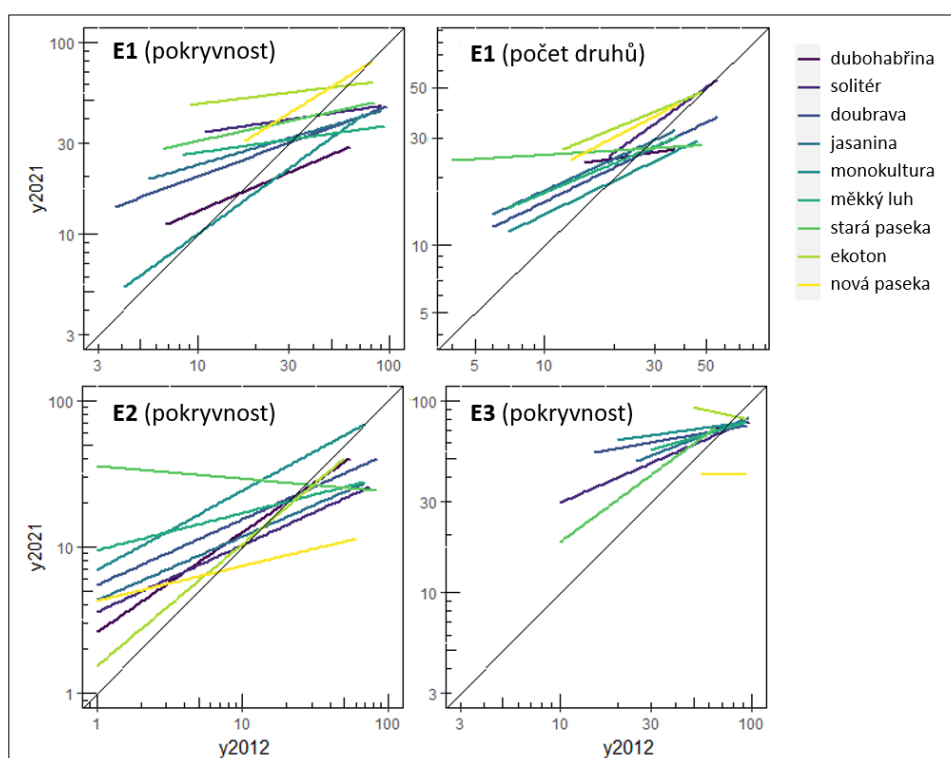 E1 (pokryvnost)
100
30
10
3
y2021
3 10 30 100
E1 (počet druhů)
50
30
10
5
5 10 50
dubohabřina
solitér
doubrava
jasanina
monokultura
měkký luh
stará paseka
ekoton
nová paseka
E2 (pokryvnost)
100
10
1
y2021
1 10 100
y2012
E3 (pokryvnost)
100
30
10
3
3 10 30 100
y2012